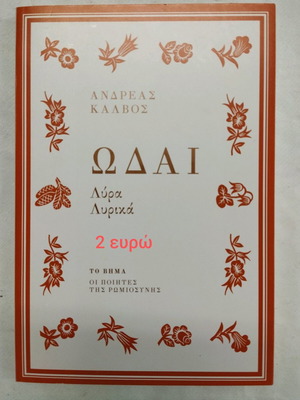 ΑΝΔΡΕΑΣ
ΚΑΛΒΟΣ
ΩΔΑΙ
Λύρα
Λυρικά
2 ευρώ
ΤΟ ΒΗΜΑ
ΟΙ ΠΟΙΗΤΕΣ
ΤΗΣ ΡΩΜΙΟΣΥΝΗΣ